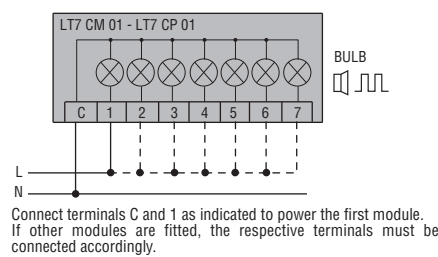 LT7 CM 01 - LT7 CP 01
BULB
C 1 2 3 4 5 6 7
L
N
Connect terminals C and 1 as indicated to power the first module.
If other modules are fitted, the respective terminals must be
connected accordingly.